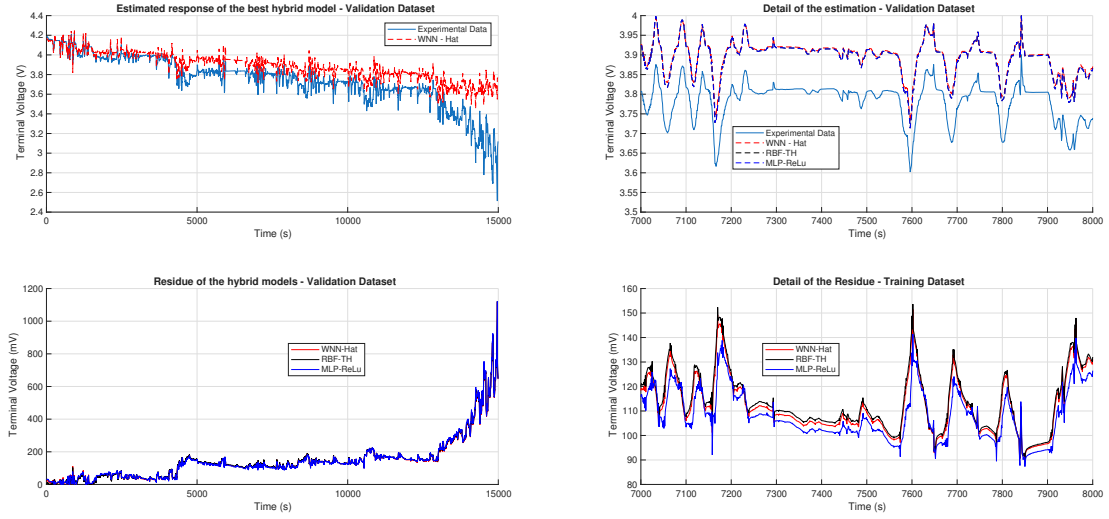 Estimated response of the best hybrid model - Validation Dataset
4.4
4.2
4
3.8
3.6
3.4
3.2
3
2.8
2.6
2.4
Terminal Voltage (V)
Experimental Data
WNN - Hat
0
5000
10000
15000
Time (s)
Detail of the estimation - Validation Dataset
4
3.95
3.9
3.85
3.8
3.75
3.7
3.65
3.6
3.55
3.5
Terminal Voltage (V)
Experimental Data
WNN - Hat
RBF-TH
MLP-ReLu
7000
7100
7200
7300
7400
7500
7600
7700
7800
7900
8000
Time (s)
Residue of the hybrid models - Validation Dataset
1200
1000
800
600
400
200
0
Terminal Voltage (mV)
WNN-Hat
RBF-TH
MLP-ReLu
0
5000
10000
15000
Time (s)
Detail of the Residue - Training Dataset
160
150
140
130
120
110
100
90
80
Terminal Voltage (mV)
WNN-Hat
RBF-TH
MLP-ReLu
7000
7100
7200
7300
7400
7500
7600
7700
7800
7900
8000
Time (s)